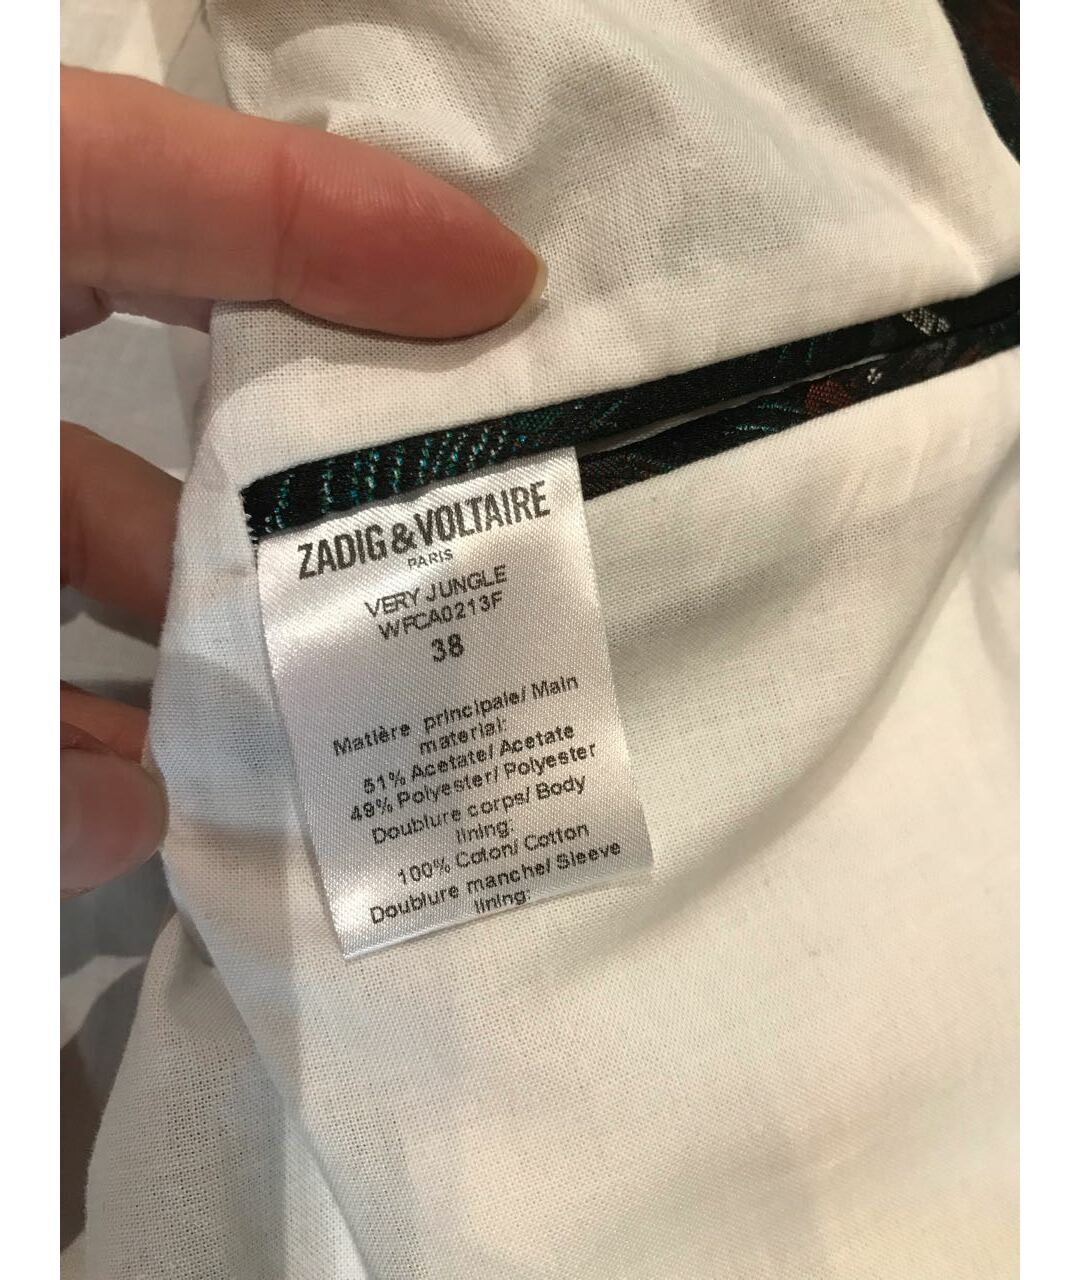 ZADIG & VOLTAIRE
PARIS
VERY JUNGLE
WFCA0213F
38
Matière principale/ Main
material:
51% Acetate/ Acetate
49% Polyester/ Polyester
Doublure corps/ Body
lining:
100% Coton/ Cotton
Doublure manche/ Sleeve
lining: